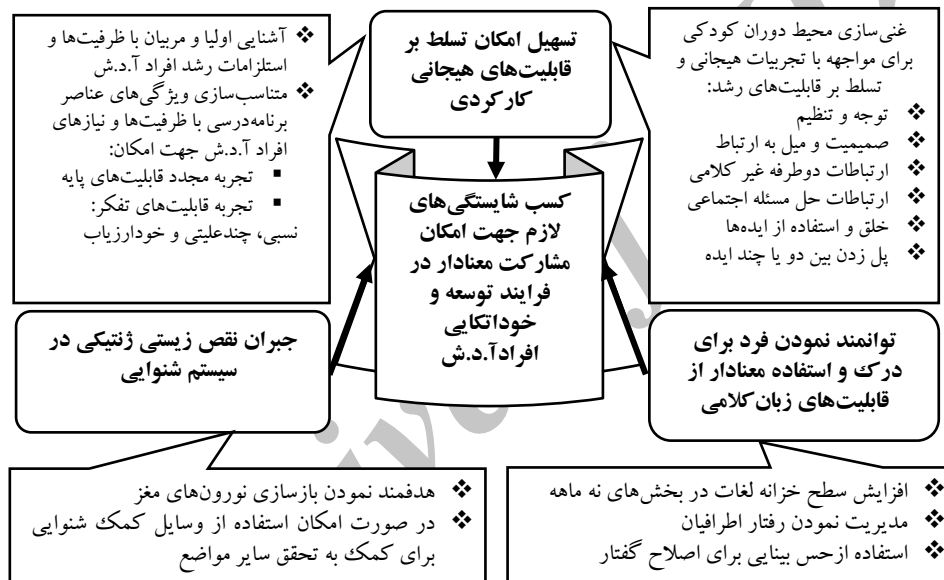 غنی‌سازی محیط دوران کودکی
برای مواجهه با تجربیات هیجانی و
تسلط بر قابلیت‌های رشد:
❖ توجه و تنظیم
❖ صمیمیت و میل به ارتباط
❖ ارتباطات دوطرفه غیر کلامی
❖ ارتباطات حل مسئله اجتماعی
❖ خلق و استفاده از ایده‌ها
❖ پل زدن بین دو یا چند ایده
تسهیل امکان تسلط بر
قابلیت‌های هیجانی
کارکردی
❖ آشنایی اولیا و مربیان با ظرفیت‌ها و
استلزامات رشد افراد آ.د.ش
❖ متناسب‌سازی ویژگی‌های عناصر
برنامه‌درسی با ظرفیت‌ها و نیازهای
افراد آ.د.ش جهت امکان:
▪ تجربه مجدد قابلیت‌های پایه
▪ تجربه قابلیت‌های تفکر:
نسبی، چندعلیتی و خودارزیاب
کسب شایستگی‌های
لازم جهت امکان
مشارکت معنادار در
فرایند توسعه و
خوداتکایی
افرادآ.د.ش
توانمند نمودن فرد برای
درک و استفاده معنادار از
قابلیت‌های زبان‌کلامی
جبران نقص زیستی ژنتیکی در
سیستم شنوایی
❖ افزایش سطح خزانه لغات در بخش‌های نه ماهه
❖ مدیریت نمودن رفتار اطرافیان
❖ استفاده ازحس بینایی برای اصلاح گفتار
❖ هدفمند نمودن بازسازی نورون‌های مغز
❖ در صورت امکان استفاده از وسایل کمک شنوایی
برای کمک به تحقق سایر مواضع